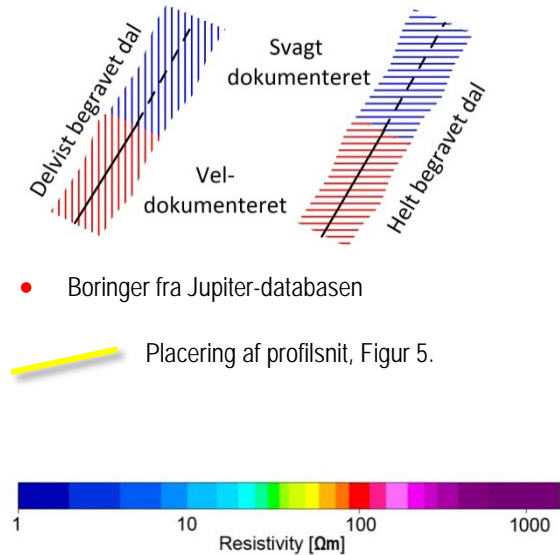 Delvist begravet dal
Svagt
dokumenteret
Vel-
dokumenteret
Helt begravet dal
Boringer fra Jupiter-databasen
Placering af profilsnit, Figur 5.
1 10 100 1000
Resistivity [Ωm]